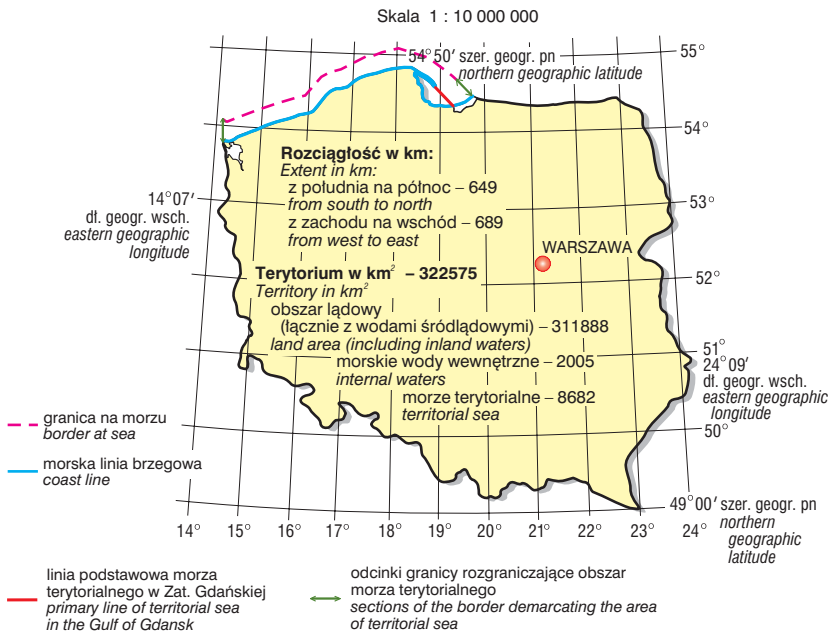 Skala 1 : 10 000 000
54°50′ szer. geogr. pn
northern geographic latitude
55°
54°
53°
52°
51°
50°
14°07′
dł. geogr. wsch.
eastern geographic
longitude
Rozciągłość w km:
Extent in km:
z południa na północ – 649
from south to north
z zachodu na wschód – 689
from west to east
WARSZAWA
Terytorium w km² – 322575
Territory in km²
obszar lądowy
(łącznie z wodami śródlądowymi) – 311888
land area (including inland waters)
morskie wody wewnętrzne – 2005
internal waters
morze terytorialne – 8682
territorial sea
24°09′
dł. geogr. wsch.
eastern geographic
longitude
49°00′ szer. geogr. pn
northern
geographic
latitude
14° 15° 16° 17° 18° 19° 20° 21° 22° 23° 24°
granica na morzu
border at sea
morska linia brzegowa
coast line
linia podstawowa morza
terytorialnego w Zat. Gdańskiej
primary line of territorial sea
in the Gulf of Gdansk
odcinki granicy rozgraniczające obszar
morza terytorialnego
sections of the border demarcating the area
of territorial sea